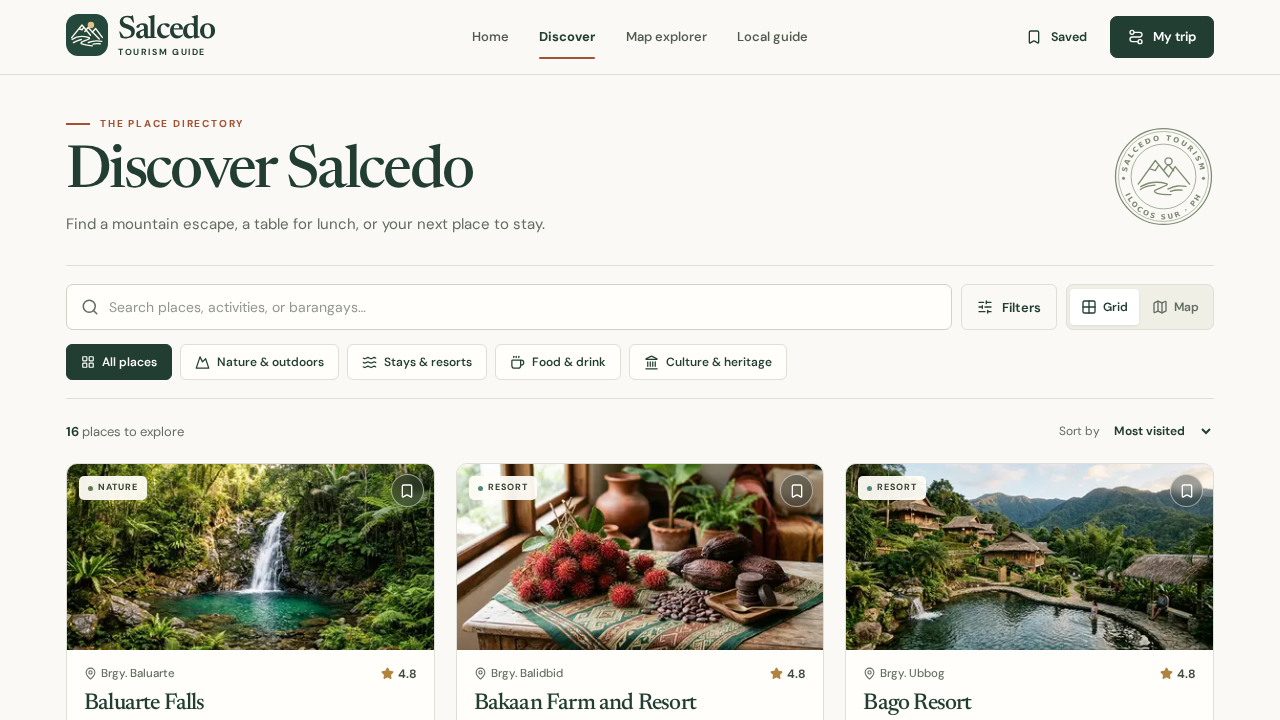 Salcedo
TOURISM GUIDE
Home
Discover
Map explorer
Local guide
Saved
My trip
THE PLACE DIRECTORY
Discover Salcedo
Find a mountain escape, a table for lunch, or your next place to stay.
SALCEDO TOURISM
ILOCOS SUR · PH
Search places, activities, or barangays...
Filters
Grid
Map
All places
Nature & outdoors
Stays & resorts
Food & drink
Culture & heritage
16 places to explore
Sort by
Most visited
NATURE
RESORT
RESORT
Brgy. Baluarte
4.8
Baluarte Falls
Brgy. Balidbid
4.8
Bakaan Farm and Resort
Brgy. Ubbog
4.8
Bago Resort